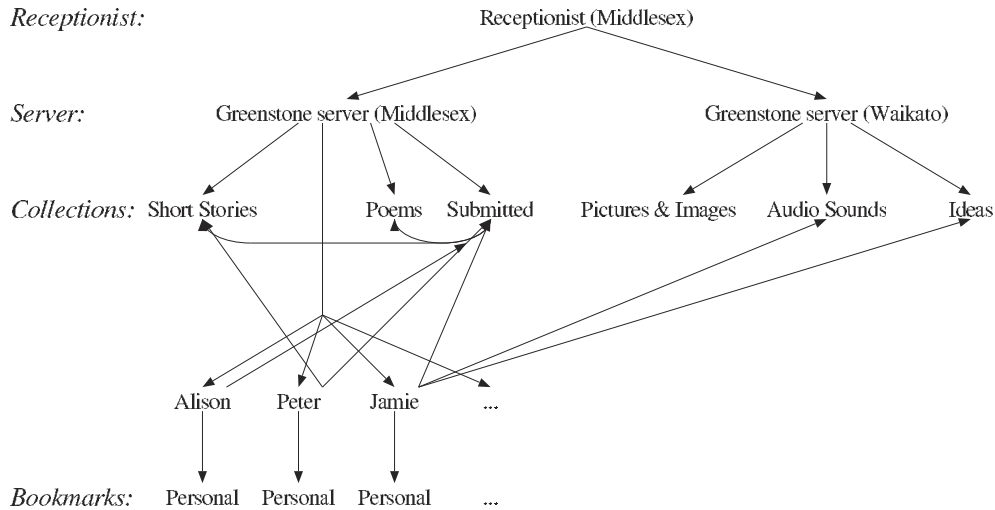 Receptionist: Receptionist (Middlesex)
Server: Greenstone server (Middlesex) Greenstone server (Waikato)
Collections: Short Stories Poems Submitted Pictures & Images Audio Sounds Ideas
Alison Peter Jamie ...
Bookmarks: Personal Personal Personal ...